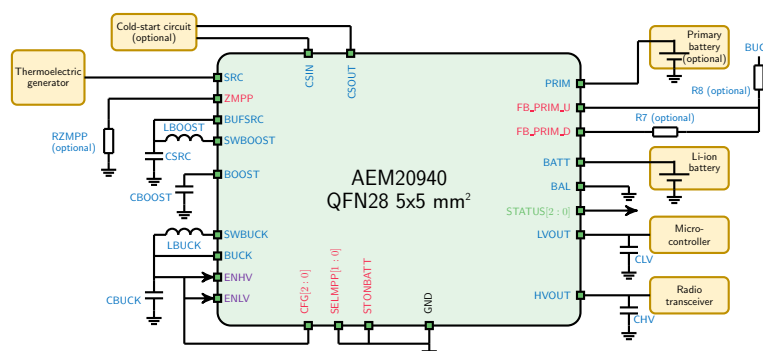 Cold-start circuit
(optional)
Primary
battery
(optional)
BUC
Thermoelectric
generator
SRC
CSIN
CSOUT
PRIM
R8 (optional)
ZMPP
FB_PRIM_U
BUFSRC
LBOOST
R7 (optional)
RZMPP
(optional)
SWBOOST
FB_PRIM_D
CSRC
BATT
Li-ion
battery
BOOST
AEM20940
QFN28 5x5 mm²
BAL
CBOOST
STATUS[2:0]
SWBUCK
LVOUT
Micro-
controller
LBUCK
BUCK
CLV
ENHV
CFG[2:0]
SELMPP[1:0]
STONBATT
GND
HVOUT
Radio
transceiver
CBUCK
ENLV
CHV